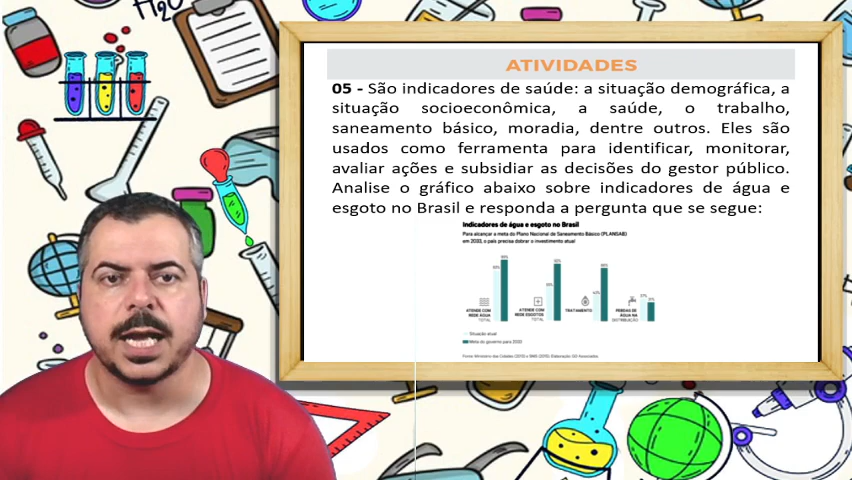 H2O
ATIVIDADES
05 - São indicadores de saúde: a situação demográfica, a
situação socioeconômica, a saúde, o trabalho,
saneamento básico, moradia, dentre outros. Eles são
usados como ferramenta para identificar, monitorar,
avaliar ações e subsidiar as decisões do gestor público.
Analise o gráfico abaixo sobre indicadores de água e
esgoto no Brasil e responda a pergunta que se segue:
Indicadores de água e esgoto no Brasil
Para alcançar a meta do Plano Nacional de Saneamento Básico (PLANSAB)
em 2033, o país precisa dobrar o investimento atual
ATENDE COM
REDE ÁGUA
TOTAL
ATENDE COM
REDE ESGOTOS
TOTAL
TRATAMENTO
PERDAS DE
ÁGUA NA
DISTRIBUIÇÃO
Situação atual
Meta do governo para 2033